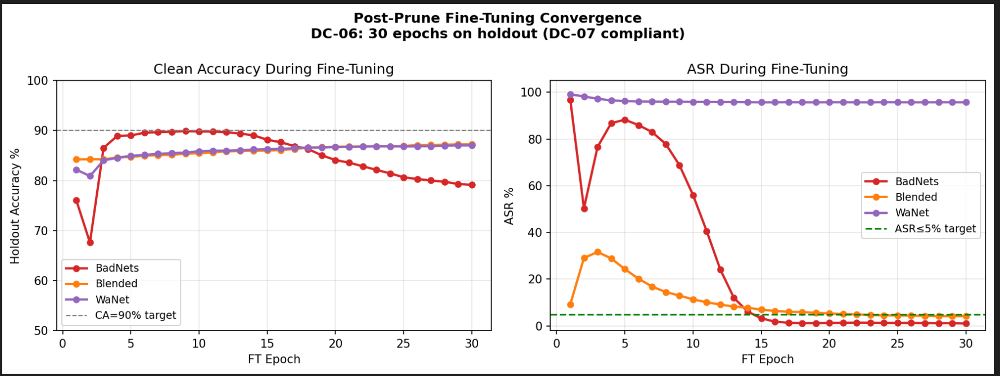 Post-Prune Fine-Tuning Convergence
DC-06: 30 epochs on holdout (DC-07 compliant)
Clean Accuracy During Fine-Tuning
Holdout Accuracy %
100
90
80
70
60
50
BadNets
Blended
WaNet
CA=90% target
0 5 10 15 20 25 30
FT Epoch
ASR During Fine-Tuning
ASR %
100
80
60
40
20
0
BadNets
Blended
WaNet
ASR≤5% target
0 5 10 15 20 25 30
FT Epoch